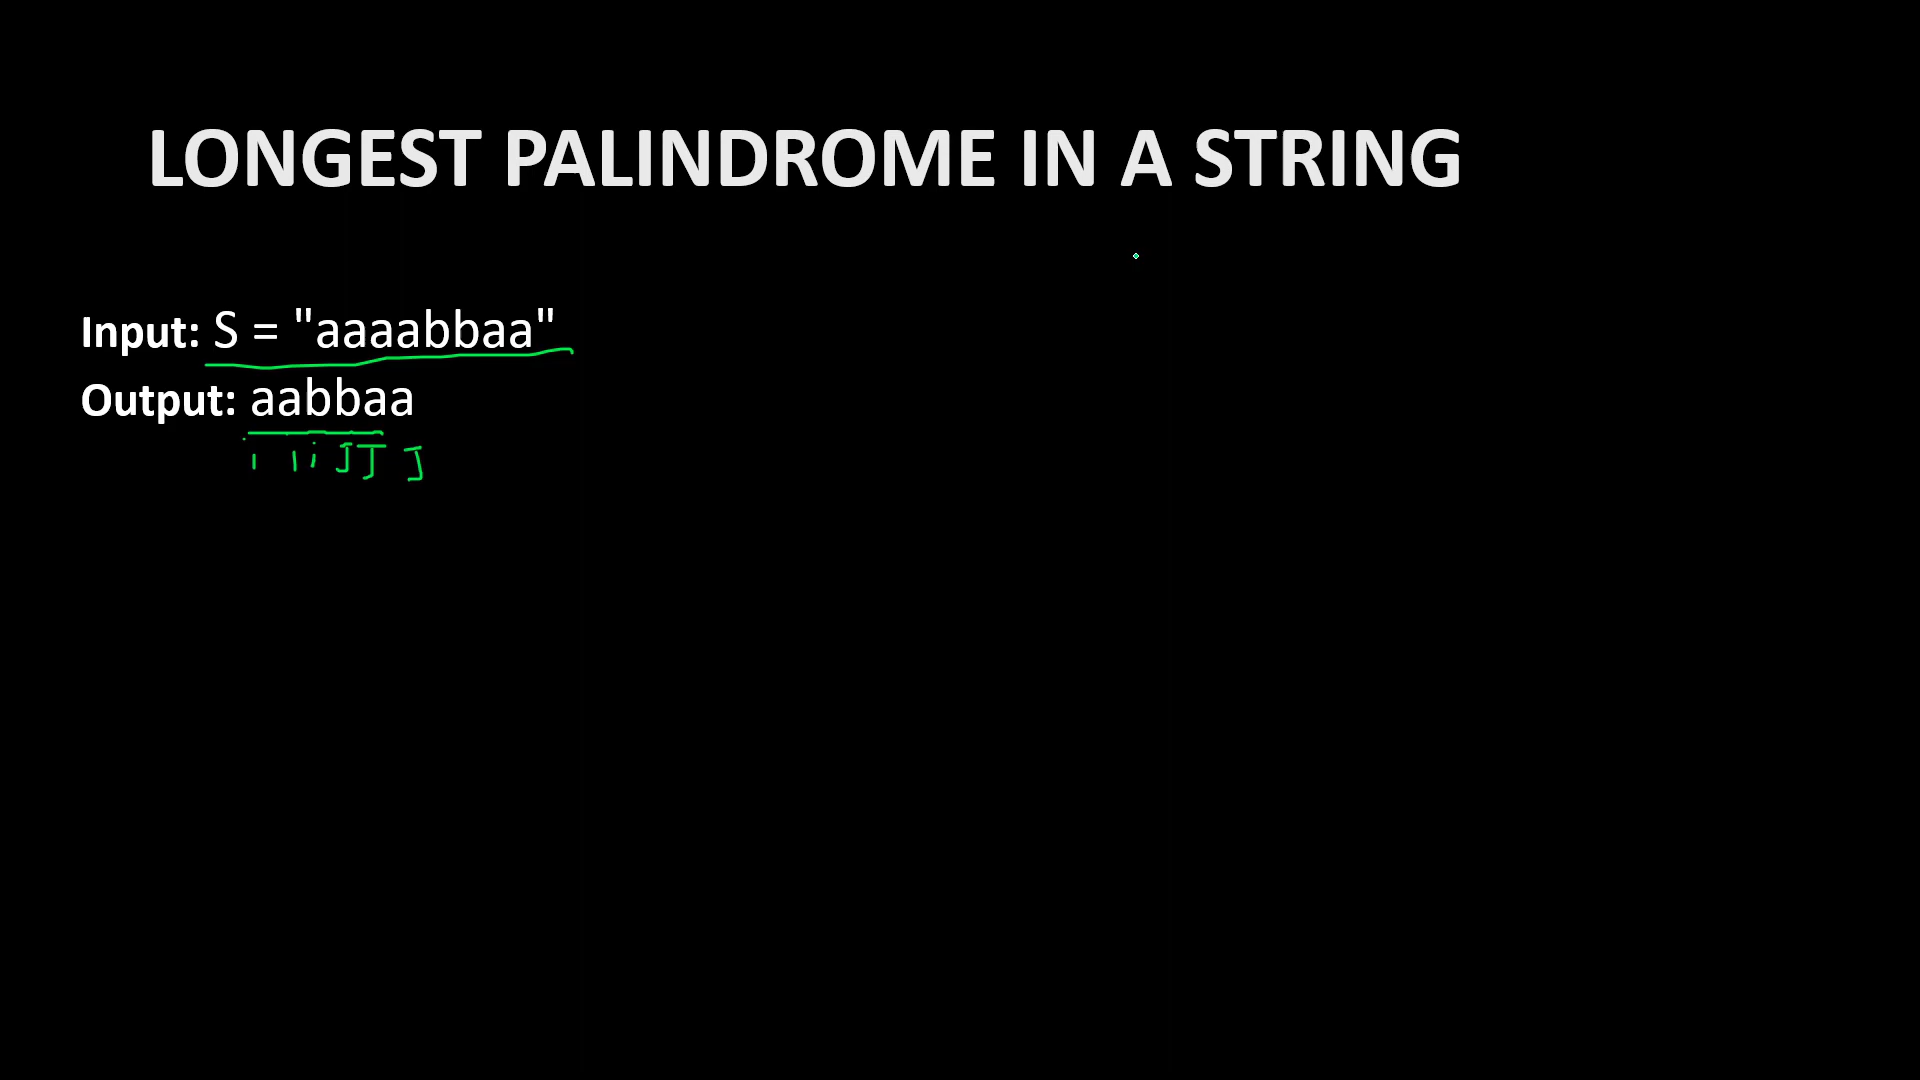 LONGEST PALINDROME IN A STRING
Input: S = "aaaabbaa"
Output: aabbaa
i i i J J J